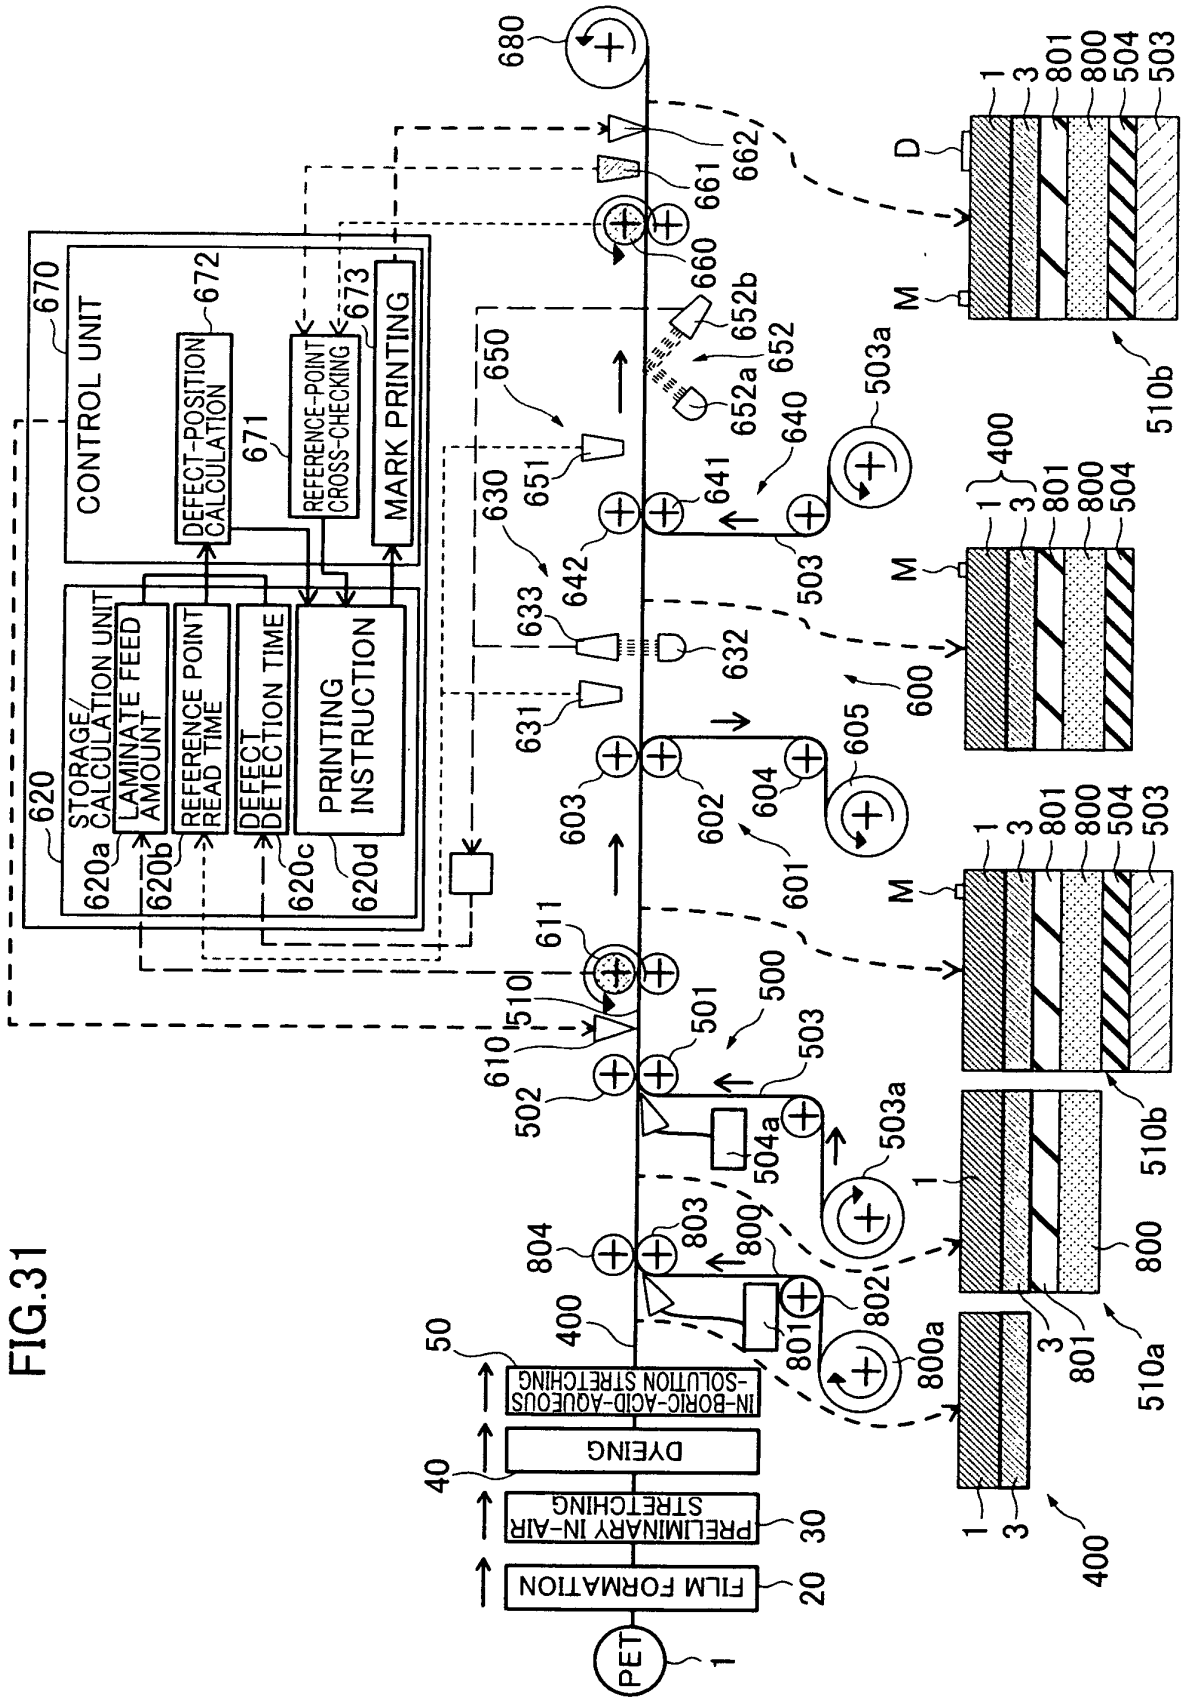 FIG.31
620
STORAGE/
CALCULATION UNIT
620a
LAMINATE FEED
AMOUNT
620b
REFERENCE POINT
READ TIME
620c
DEFECT
DETECTION TIME
620d
PRINTING
INSTRUCTION
670
CONTROL UNIT
672
DEFECT-POSITION
CALCULATION
671
REFERENCE-POINT
CROSS-CHECKING
673
MARK PRINTING
PET
1
FILM FORMATION
20
PRELIMINARY IN-AIR
STRETCHING
30
DYEING
40
IN-BORIC-ACID-AQUEOUS
-SOLUTION STRETCHING
50
400
804
803
800
801
802
800a
502
501
500
503
504a
503a
610
510
611
603
602
601
604
605
600
631
633
632
630
642
641
640
503
503a
651
650
652a
652
652b
660
661
662
680
1
3
400
1
3
801
800
510a
M
1
3
801
800
504
503
510b
M
1
3
400
801
800
504
M
D
1
3
801
800
504
503
510b